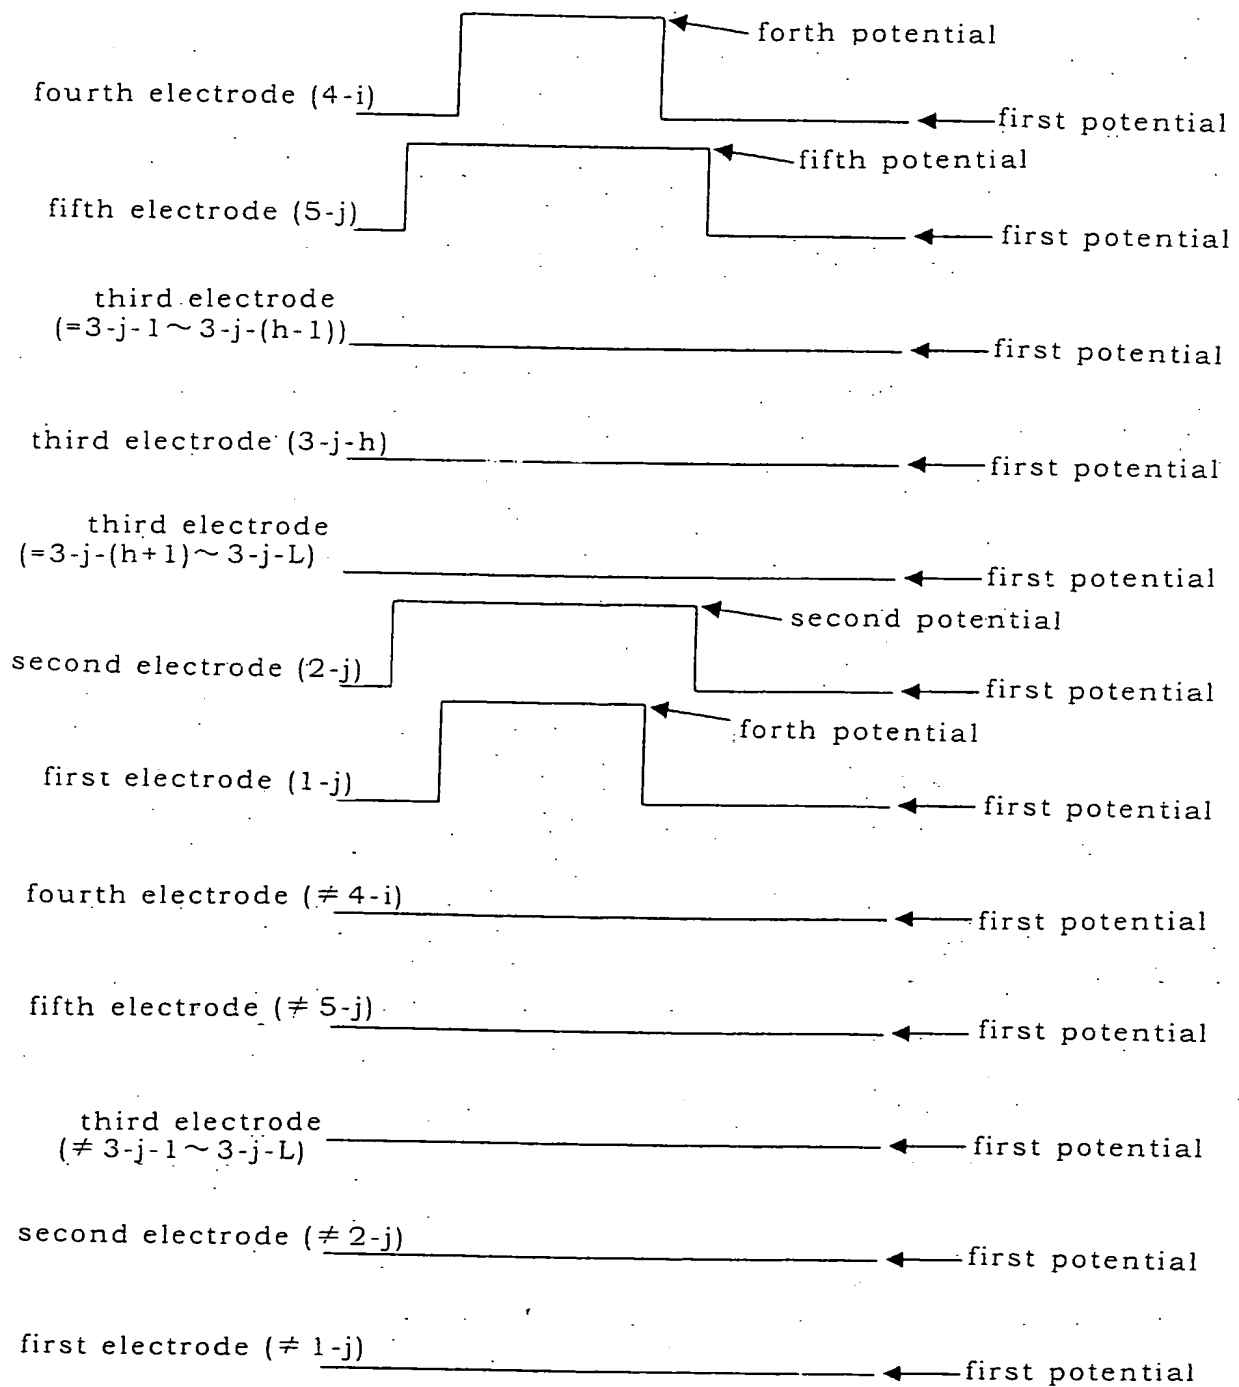 forth potential
fourth electrode (4-i)
first potential
fifth potential
fifth electrode (5-j)
first potential
third electrode
(=3-j-1～3-j-(h-1))
first potential
third electrode (3-j-h)
first potential
third electrode
(=3-j-(h+1)～3-j-L)
first potential
second potential
second electrode (2-j)
first potential
forth potential
first electrode (1-j)
first potential
fourth electrode (≠ 4-i)
first potential
fifth electrode (≠ 5-j)
first potential
third electrode
(≠ 3-j-1～3-j-L)
first potential
second electrode (≠ 2-j)
first potential
first electrode (≠ 1-j)
first potential